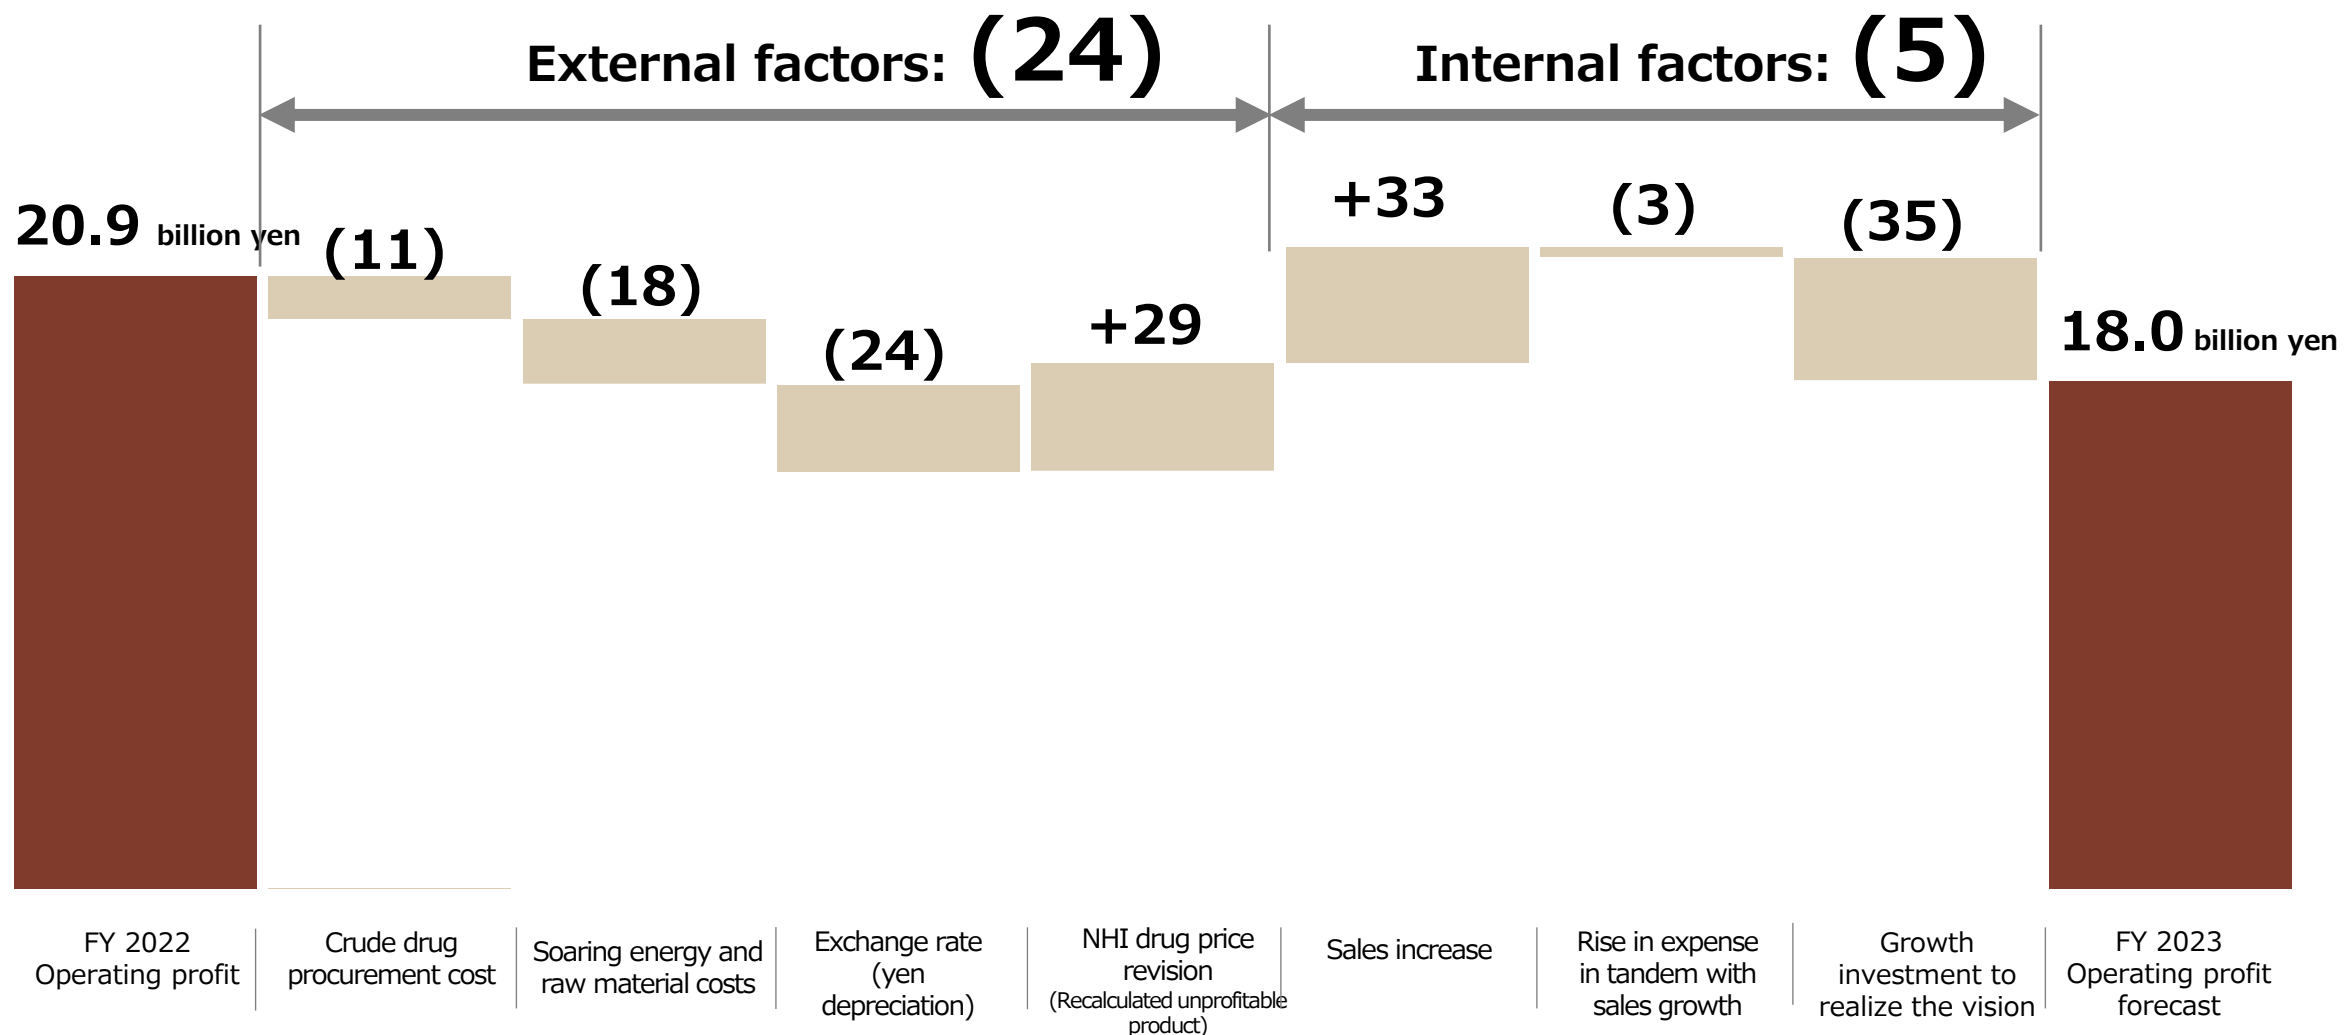 External factors: (24)
Internal factors: (5)
20.9 billion yen
(11)
(18)
(24)
+29
+33
(3)
(35)
18.0 billion yen
FY 2022
Operating profit
Crude drug
procurement cost
Soaring energy and
raw material costs
Exchange rate
(yen
depreciation)
NHI drug price
revision
(Recalculated unprofitable
product)
Sales increase
Rise in expense
in tandem with
sales growth
Growth
investment to
realize the vision
FY 2023
Operating profit
forecast